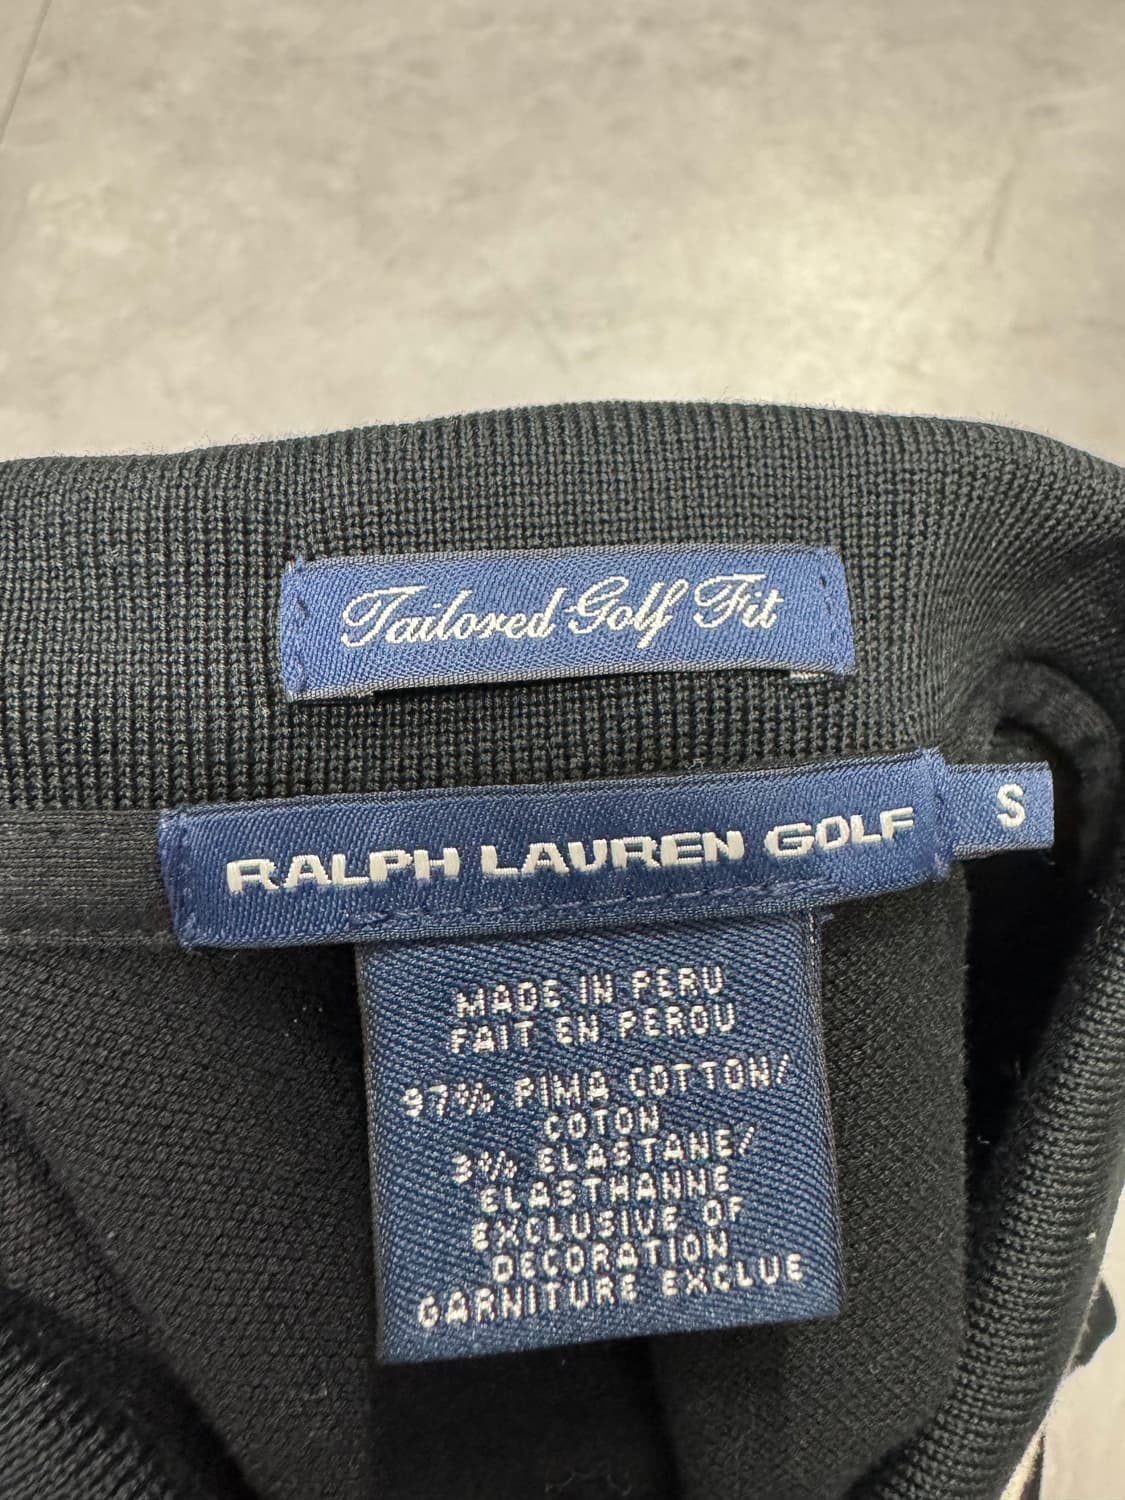 Tailored Golf Fit
RALPH LAUREN GOLF
S
MADE IN PERU
FAIT EN PEROU
97% PIMA COTTON/
COTON
3% ELASTANE/
ELASTHANNE
EXCLUSIVE OF
DECORATION
GARNITURE EXCLUE